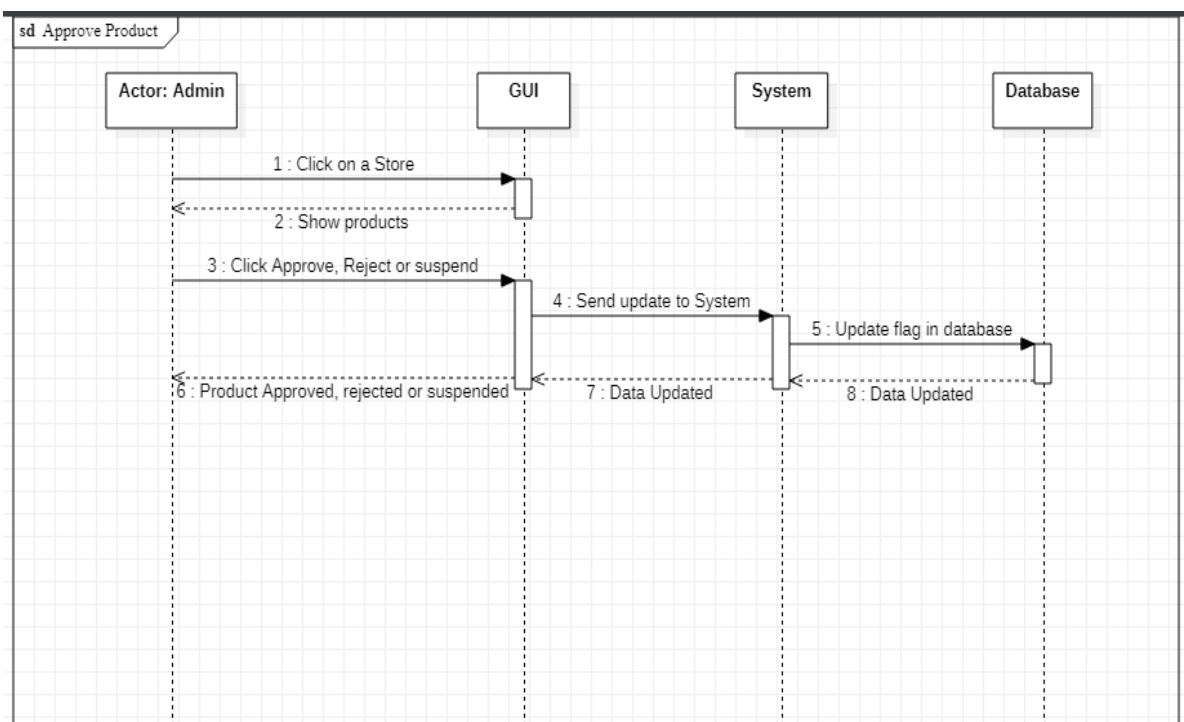 sd Approve Product
Actor: Admin
GUI
System
Database
1 : Click on a Store
2 : Show products
3 : Click Approve, Reject or suspend
4 : Send update to System
5 : Update flag in database
6 : Product Approved, rejected or suspended
7 : Data Updated
8 : Data Updated